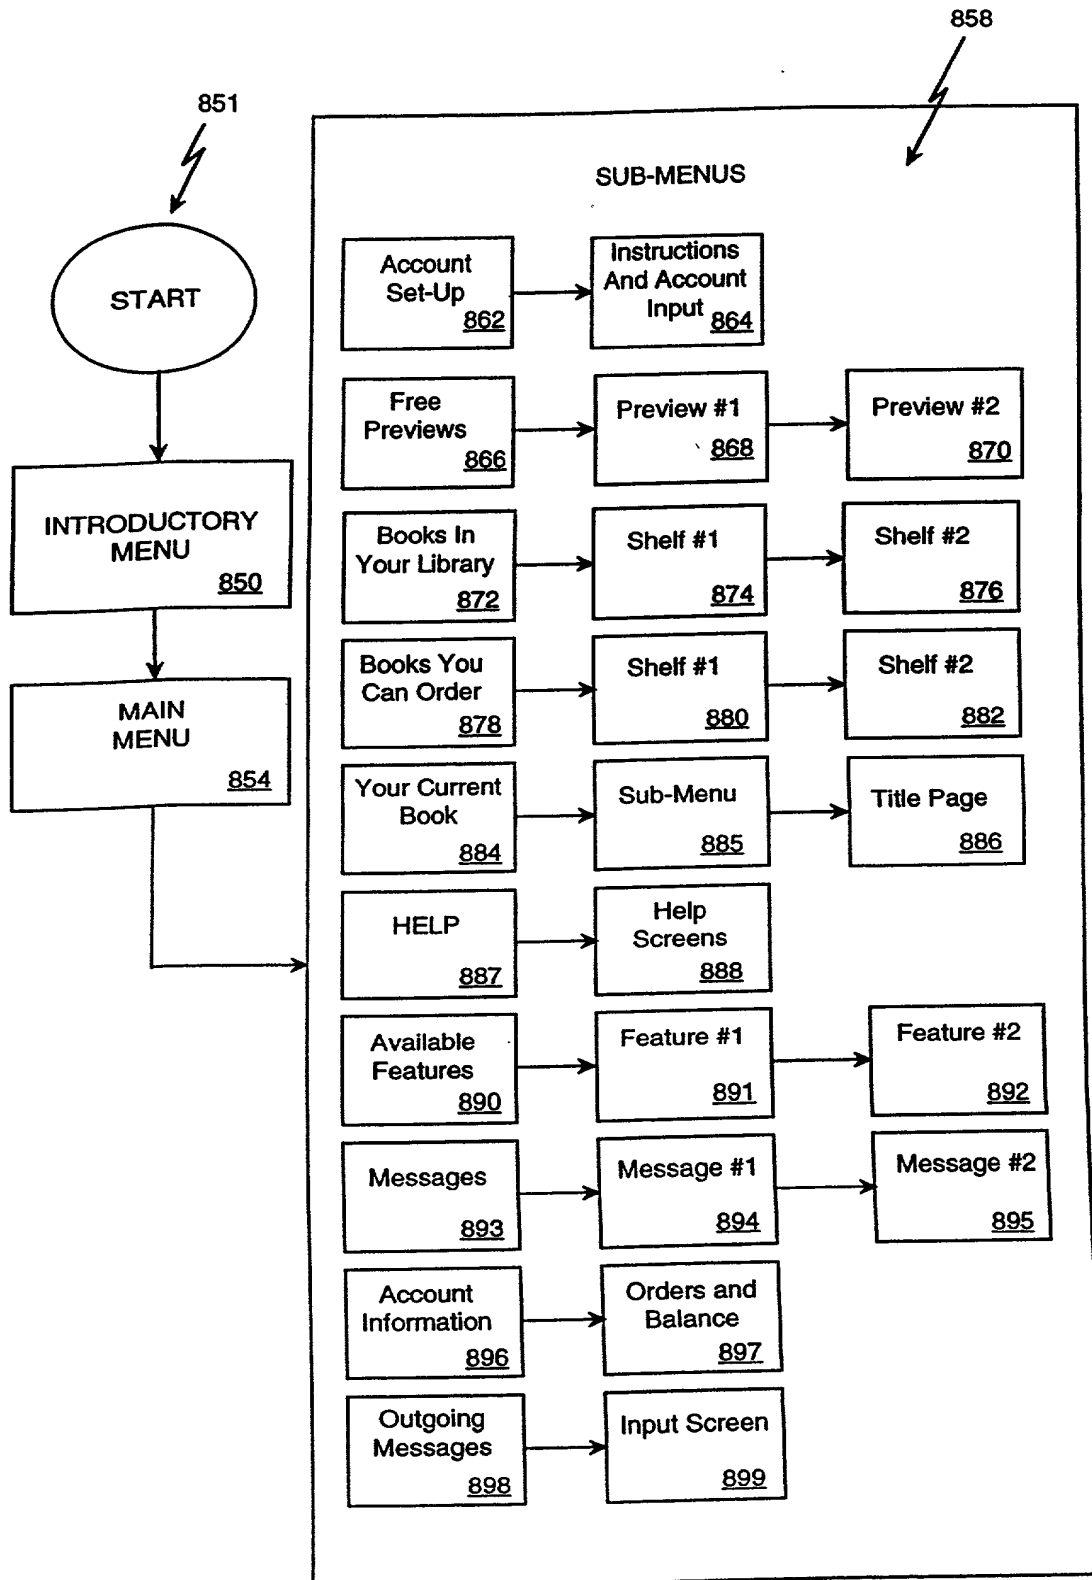 858
851
SUB-MENUS
START
INTRODUCTORY
MENU
850
MAIN
MENU
854
Account
Set-Up
862
Instructions
And Account
Input
864
Free
Previews
866
Preview #1
868
Preview #2
870
Books In
Your Library
872
Shelf #1
874
Shelf #2
876
Books You
Can Order
878
Shelf #1
880
Shelf #2
882
Your Current
Book
884
Sub-Menu
885
Title Page
886
HELP
887
Help
Screens
888
Available
Features
890
Feature #1
891
Feature #2
892
Messages
893
Message #1
894
Message #2
895
Account
Information
896
Orders and
Balance
897
Outgoing
Messages
898
Input Screen
899